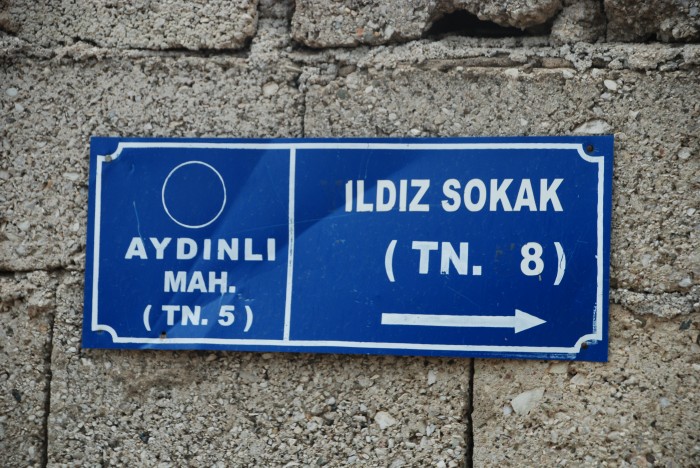 AYDINLI
MAH.
( TN. 5 )
ILDIZ SOKAK
( TN. 8 )